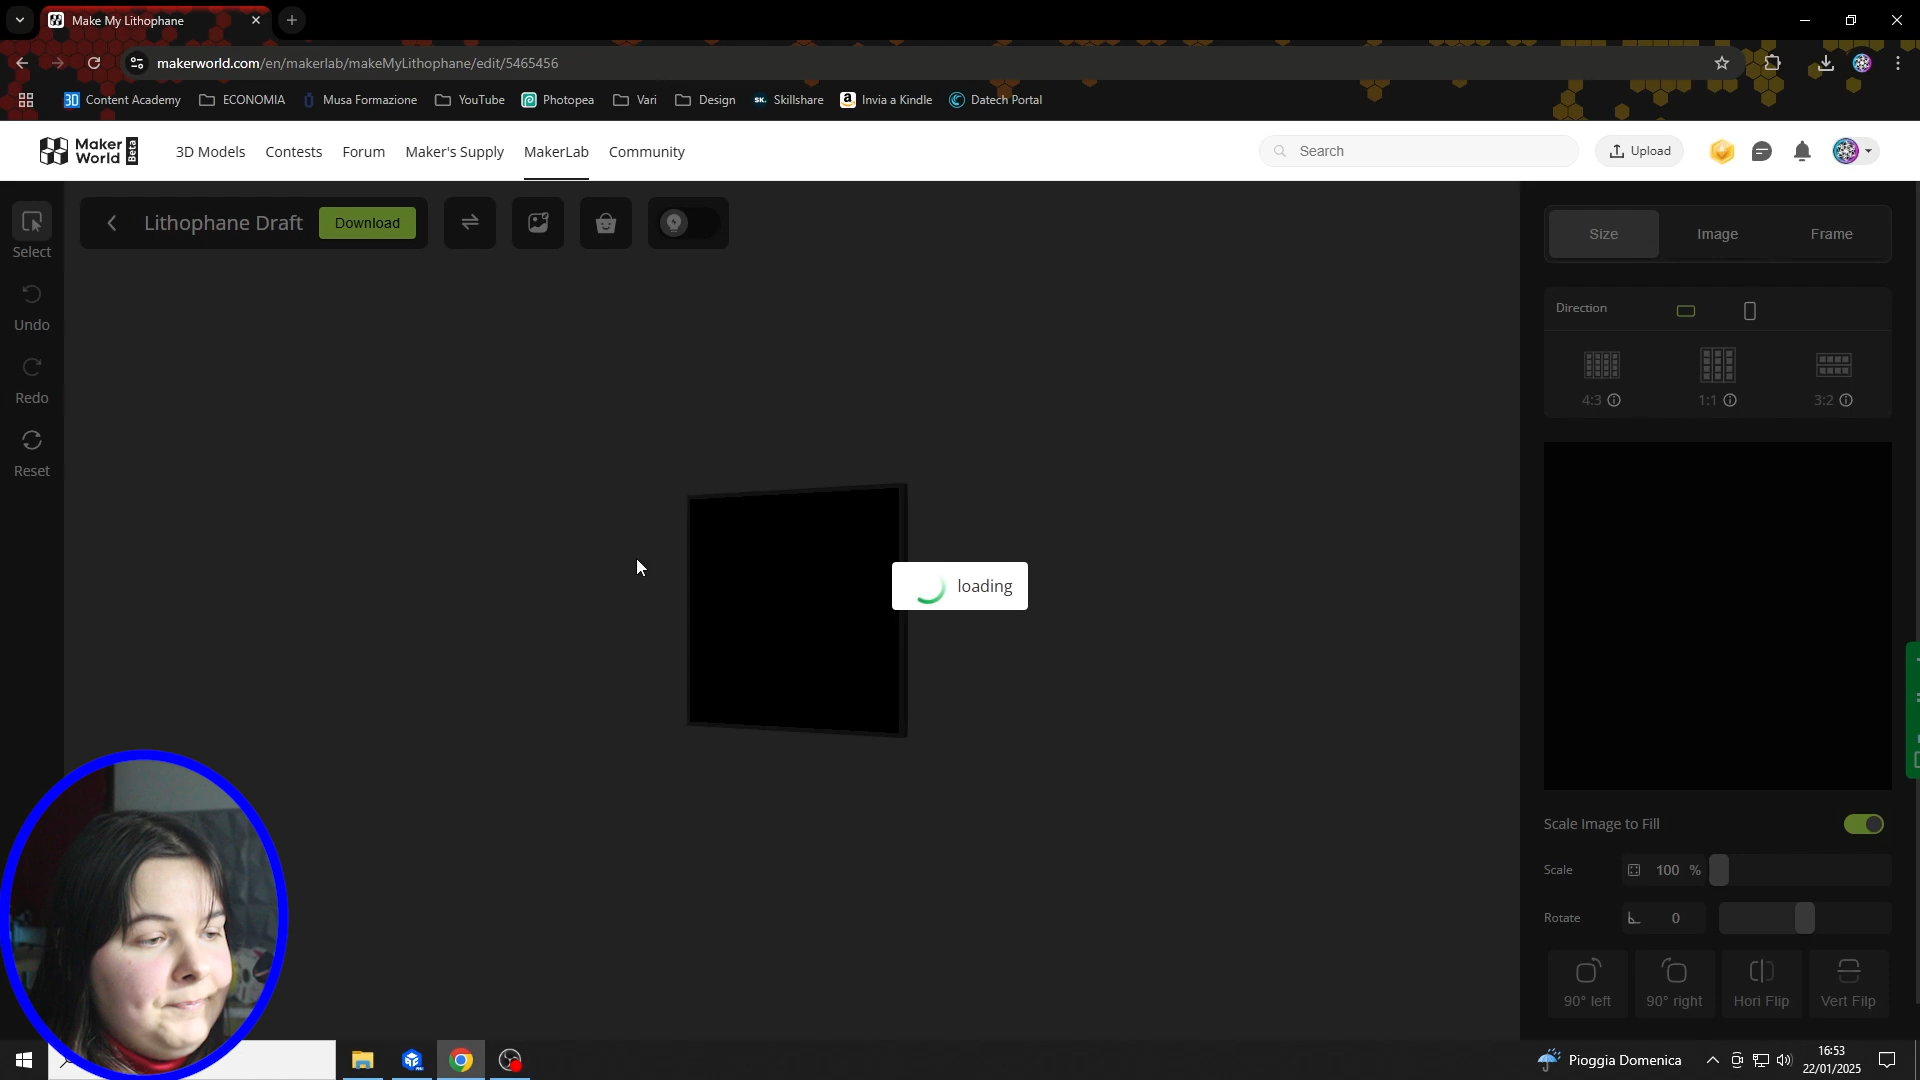 Make My Lithophane
makerworld.com/en/makerlab/makeMyLithophane/edit/5465456
3D Content Academy
ECONOMIA
Musa Formazione
YouTube
Photopea
Vari
Design
SK. Skillshare
a Invia a Kindle
Datech Portal
Maker World Beta
3D Models
Contests
Forum
Maker's Supply
MakerLab
Community
Search
Upload
Select
Undo
Redo
Reset
Lithophane Draft
Download
loading
Size
Image
Frame
Direction
4:3
1:1
3:2
Scale Image to Fill
Scale
100 %
Rotate
0
90° left
90° right
Hori Flip
Vert Filp
Pioggia Domenica
16:53
22/01/2025